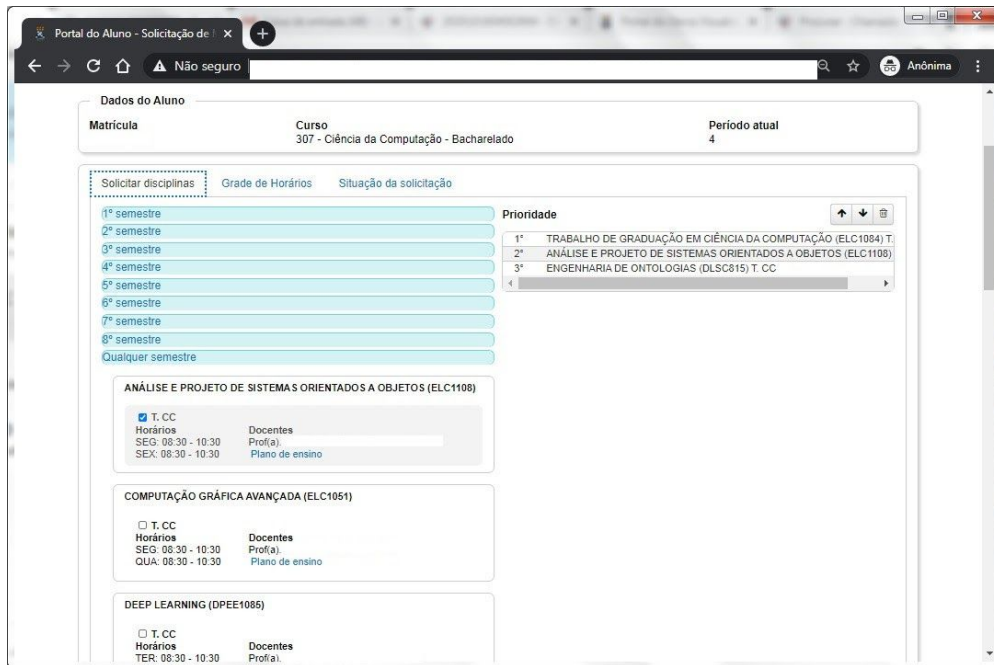 Portal do Aluno - Solicitação de
Não seguro
Anônima
Dados do Aluno
Matrícula
Curso
Período atual
307 - Ciência da Computação - Bacharelado
4
Solicitar disciplinas
Grade de Horários
Situação da solicitação
1º semestre
2º semestre
3º semestre
4º semestre
5º semestre
6º semestre
7º semestre
8º semestre
Qualquer semestre
ANÁLISE E PROJETO DE SISTEMAS ORIENTADOS A OBJETOS (ELC1108)
T. CC
Horários Docentes
SEG: 08:30 - 10:30 Prof(a).
SEX: 08:30 - 10:30 Plano de ensino
COMPUTAÇÃO GRÁFICA AVANÇADA (ELC1051)
T. CC
Horários Docentes
SEG: 08:30 - 10:30 Prof(a).
QUA: 08:30 - 10:30 Plano de ensino
DEEP LEARNING (DPEE1085)
T. CC
Horários Docentes
TER: 08:30 - 10:30 Prof(a).
Prioridade
1º TRABALHO DE GRADUAÇÃO EM CIÊNCIA DA COMPUTAÇÃO (ELC1084) T.
2º ANÁLISE E PROJETO DE SISTEMAS ORIENTADOS A OBJETOS (ELC1108)
3º ENGENHARIA DE ONTOLOGIAS (DLSC815) T. CC